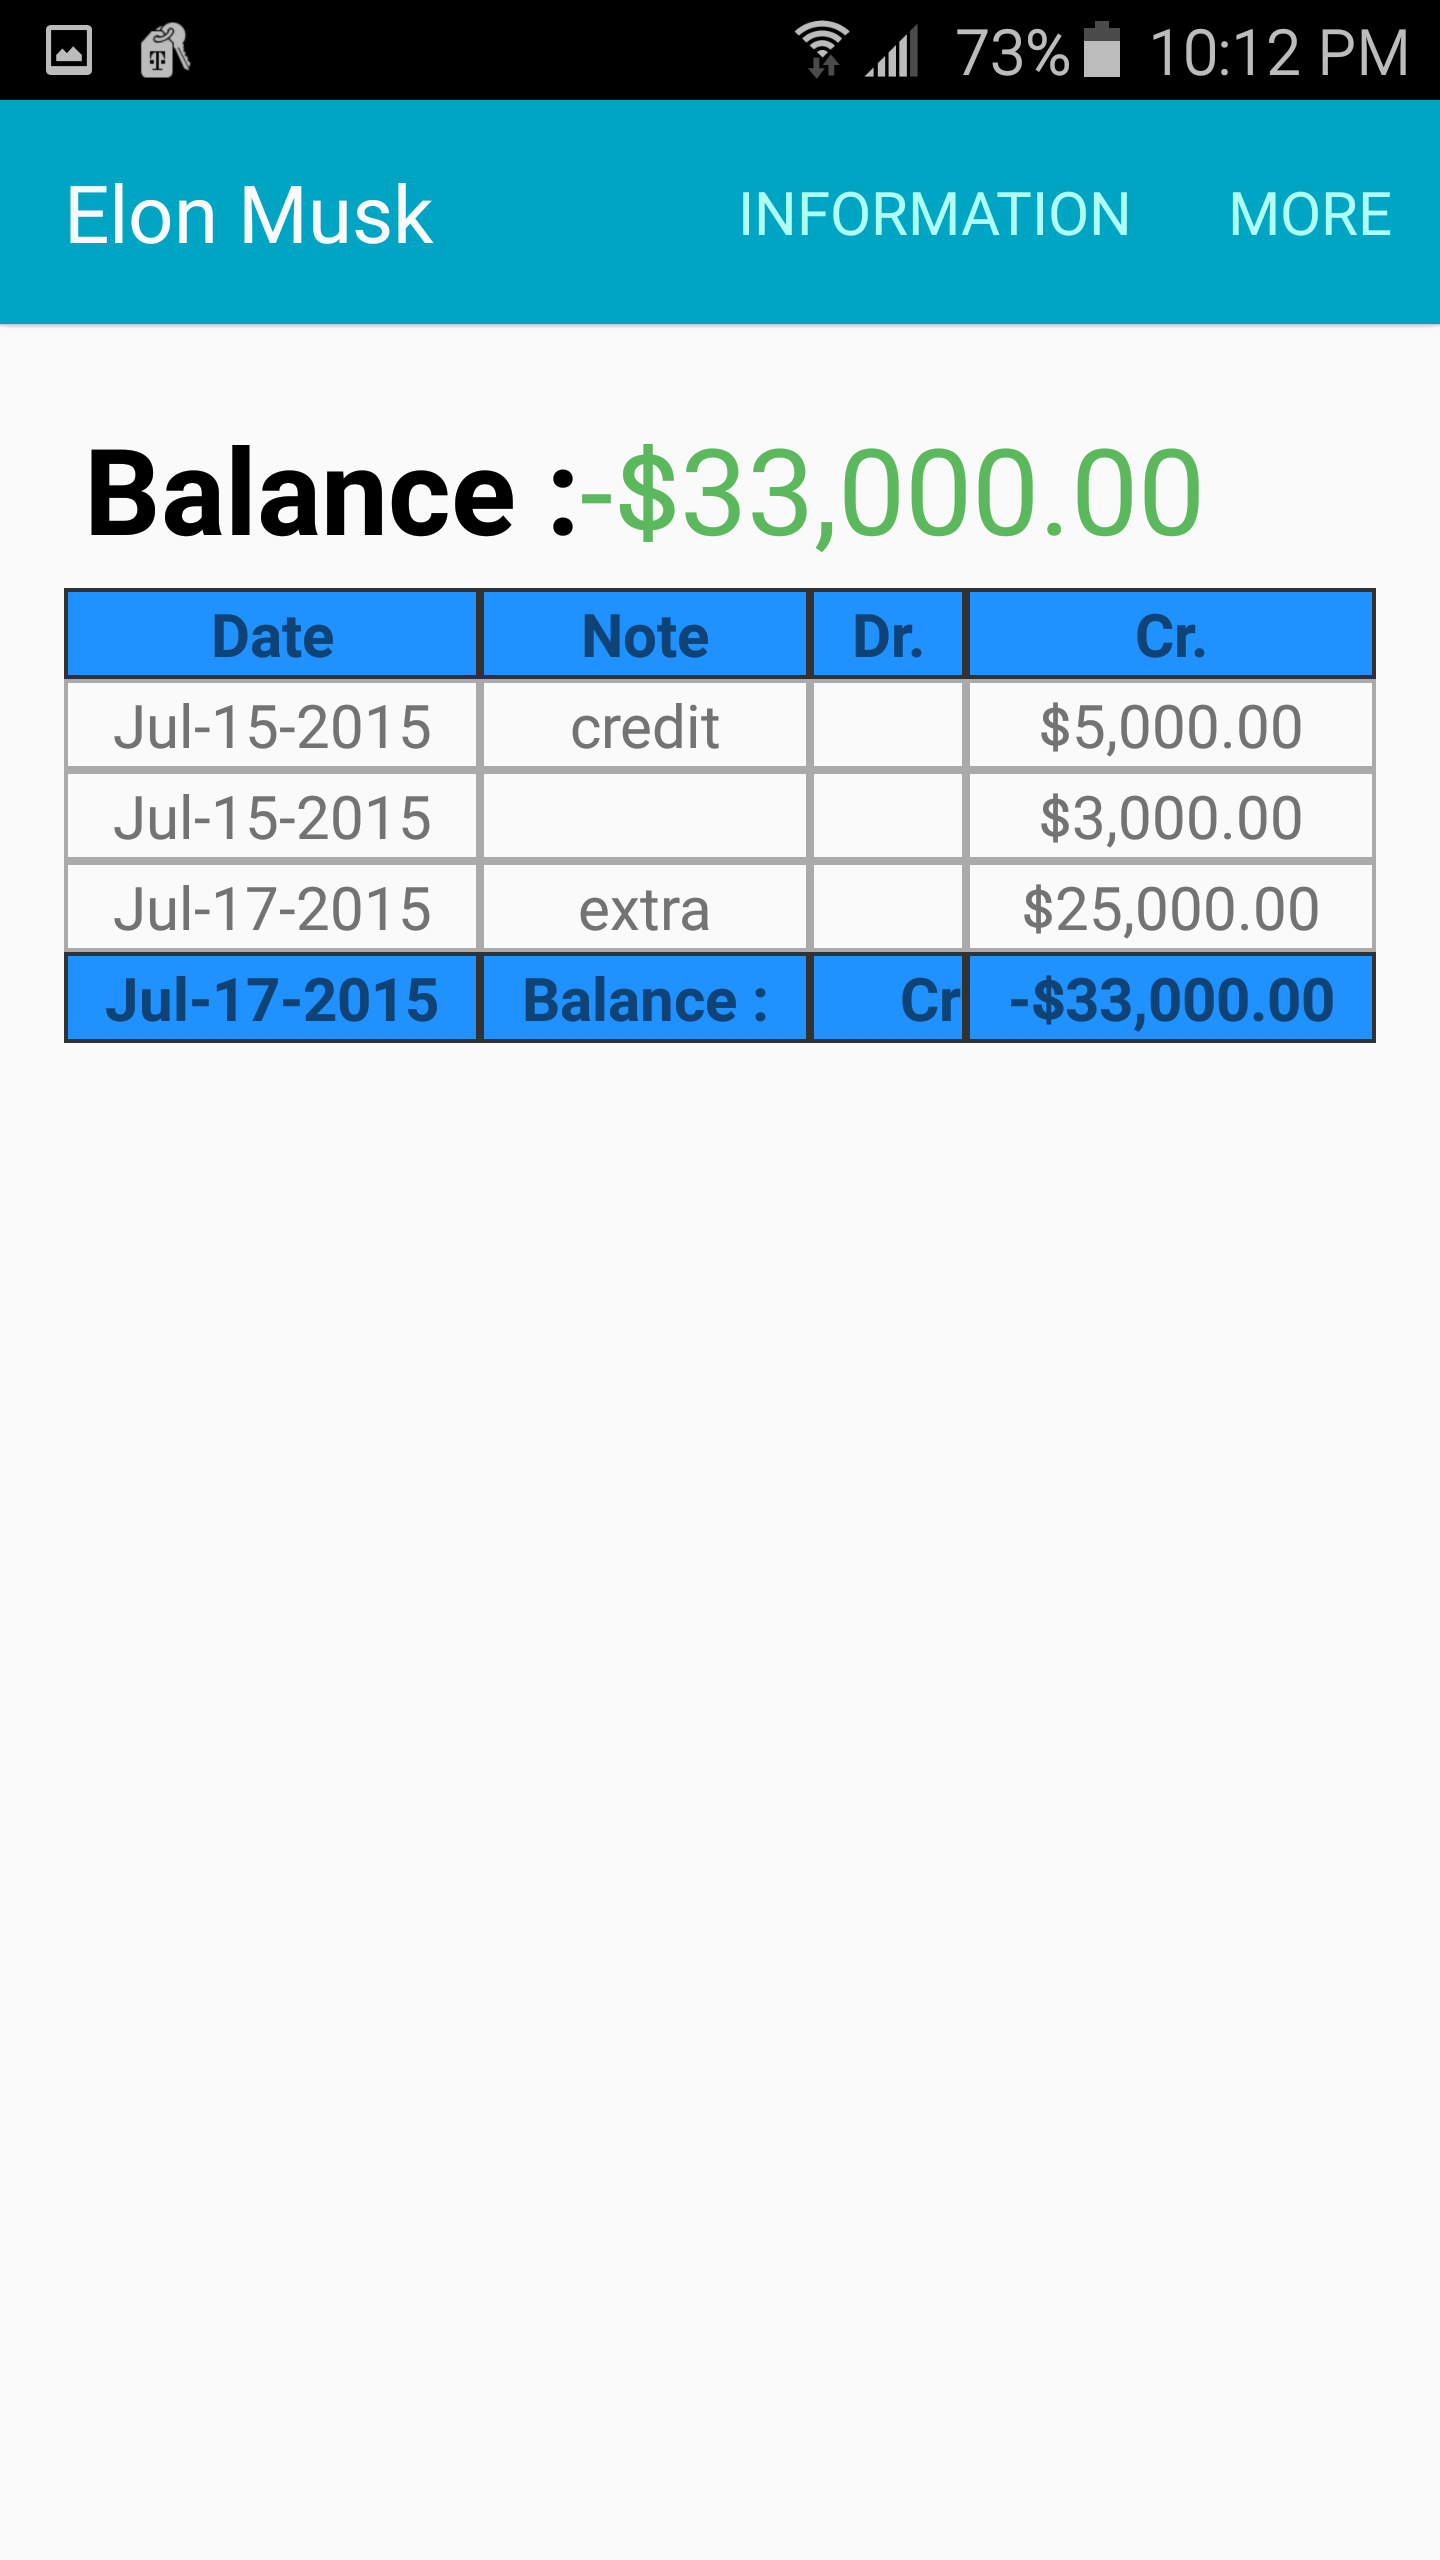 73% 10:12 PM
Elon Musk INFORMATION MORE
Balance :-$33,000.00
Date Note Dr. Cr.
Jul-15-2015 credit $5,000.00
Jul-15-2015 $3,000.00
Jul-17-2015 extra $25,000.00
Jul-17-2015 Balance : Cr -$33,000.00